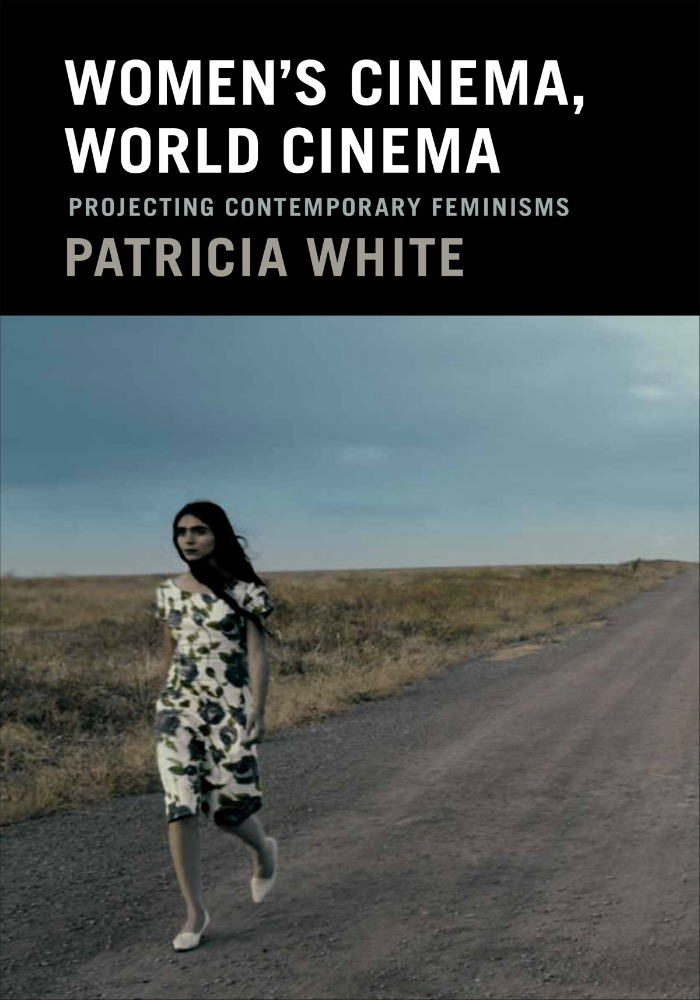 WOMEN'S CINEMA,
WORLD CINEMA
PROJECTING CONTEMPORARY FEMINISMS
PATRICIA WHITE